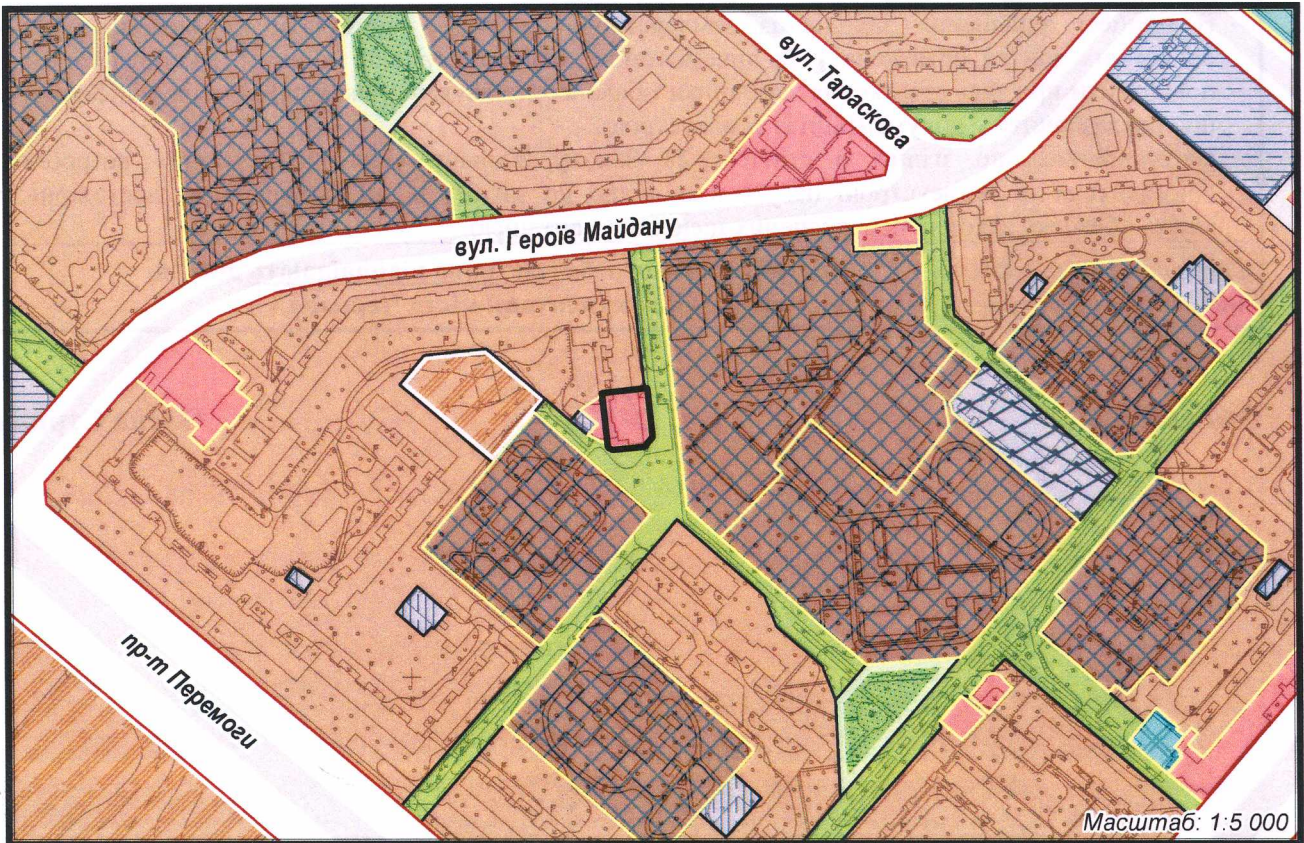 вул. Тараскова
вул. Героїв Майдану
пр-т Перемоги
Масштаб: 1:5 000